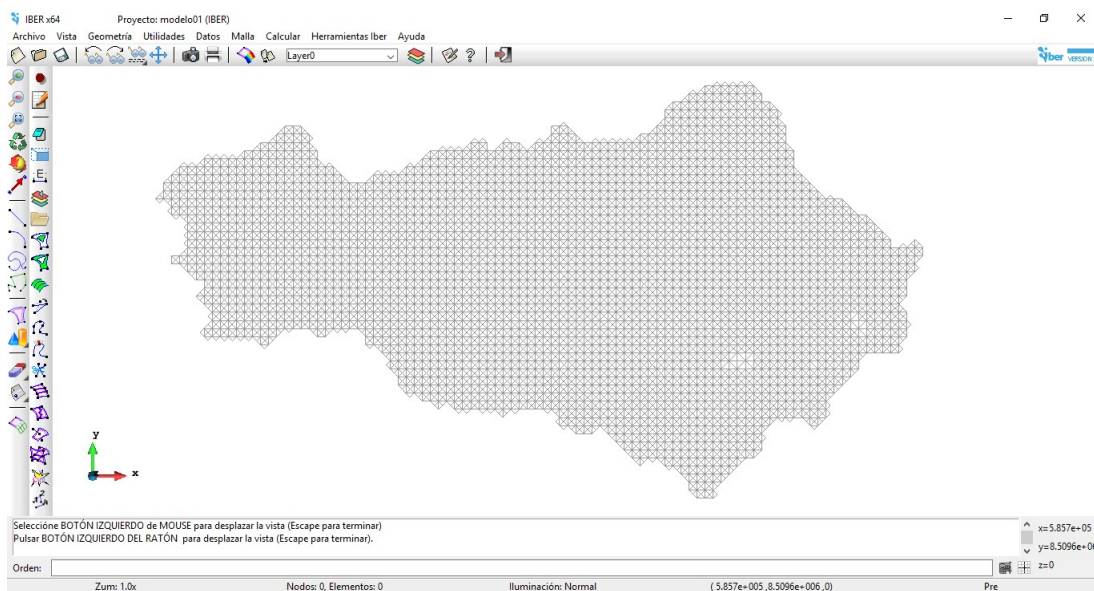 IBER x64 Proyecto: modelo01 (IBER)
Archivo Vista Geometría Utilidades Datos Malla Calcular Herramientas Iber Ayuda
Layer0
Iber VERSION
E
y
x
Seleccióne BOTÓN IZQUIERDO de MOUSE para desplazar la vista (Escape para terminar)
Pulsar BOTÓN IZQUIERDO DEL RATÓN para desplazar la vista (Escape para terminar).
x=5.857e+05
y=8.5096e+06
z=0
Orden:
Zum: 1.0x Nodos: 0, Elementos: 0 Iluminación: Normal (5.857e+005,8.5096e+006,0) Pre